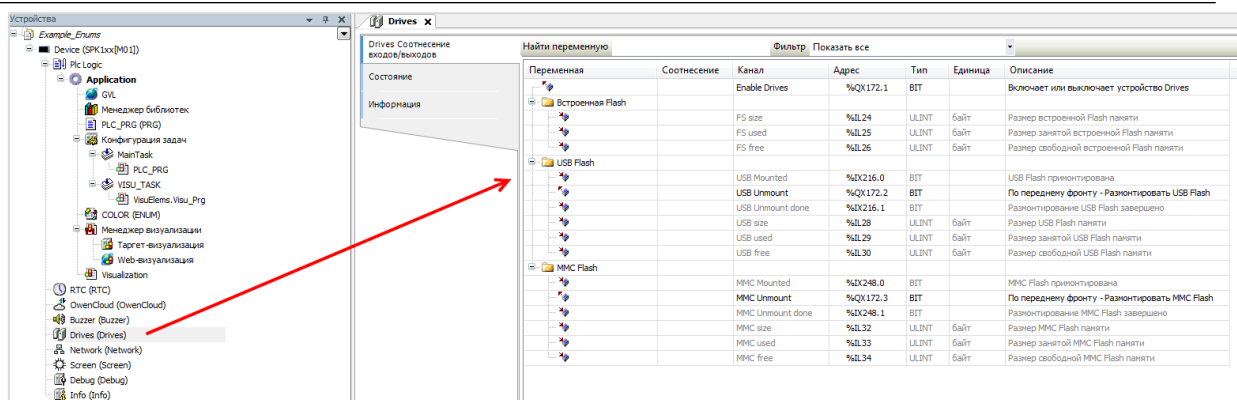 Устройства
Example_Enums
Device (SPK1xx[M01])
Plc Logic
Application
GVL
Менеджер библиотек
PLC_PRG (PRG)
Конфигурация задач
MainTask
PLC_PRG
VISU_TASK
VisuElems.Visu_Prg
COLOR (ENUM)
Менеджер визуализации
Таргет-визуализация
Web-визуализация
Visualization
RTC (RTC)
OwenCloud (OwenCloud)
Buzzer (Buzzer)
Drives (Drives)
Network (Network)
Screen (Screen)
Debug (Debug)
Info (Info)
Drives
Drives Соотнесение
входов/выходов
Состояние
Информация
Найти переменную Фильтр Показать все
Переменная Соотнесение Канал Адрес Тип Единица Описание
Enable Drives %QX172.1 BIT Включает или выключает устройство Drives
Встроенная Flash
FS size %IL24 ULINT байт Размер встроенной Flash памяти
FS used %IL25 ULINT байт Размер занятой встроенной Flash памяти
FS free %IL26 ULINT байт Размер свободной встроенной Flash памяти
USB Flash
USB Mounted %IX216.0 BIT USB Flash примонтирована
USB Unmount %QX172.2 BIT По переднему фронту - Размонтировать USB Flash
USB Unmount done %IX216.1 BIT Размонтирование USB Flash завершено
USB size %IL28 ULINT байт Размер USB Flash памяти
USB used %IL29 ULINT байт Размер занятой USB Flash памяти
USB free %IL30 ULINT байт Размер свободной USB Flash памяти
MMC Flash
MMC Mounted %IX248.0 BIT MMC Flash примонтирована
MMC Unmount %QX172.3 BIT По переднему фронту - Размонтировать MMC Flash
MMC Unmount done %IX248.1 BIT Размонтирование MMC Flash завершено
MMC size %IL32 ULINT байт Размер MMC Flash памяти
MMC used %IL33 ULINT байт Размер занятой MMC Flash памяти
MMC free %IL34 ULINT байт Размер свободной MMC Flash памяти